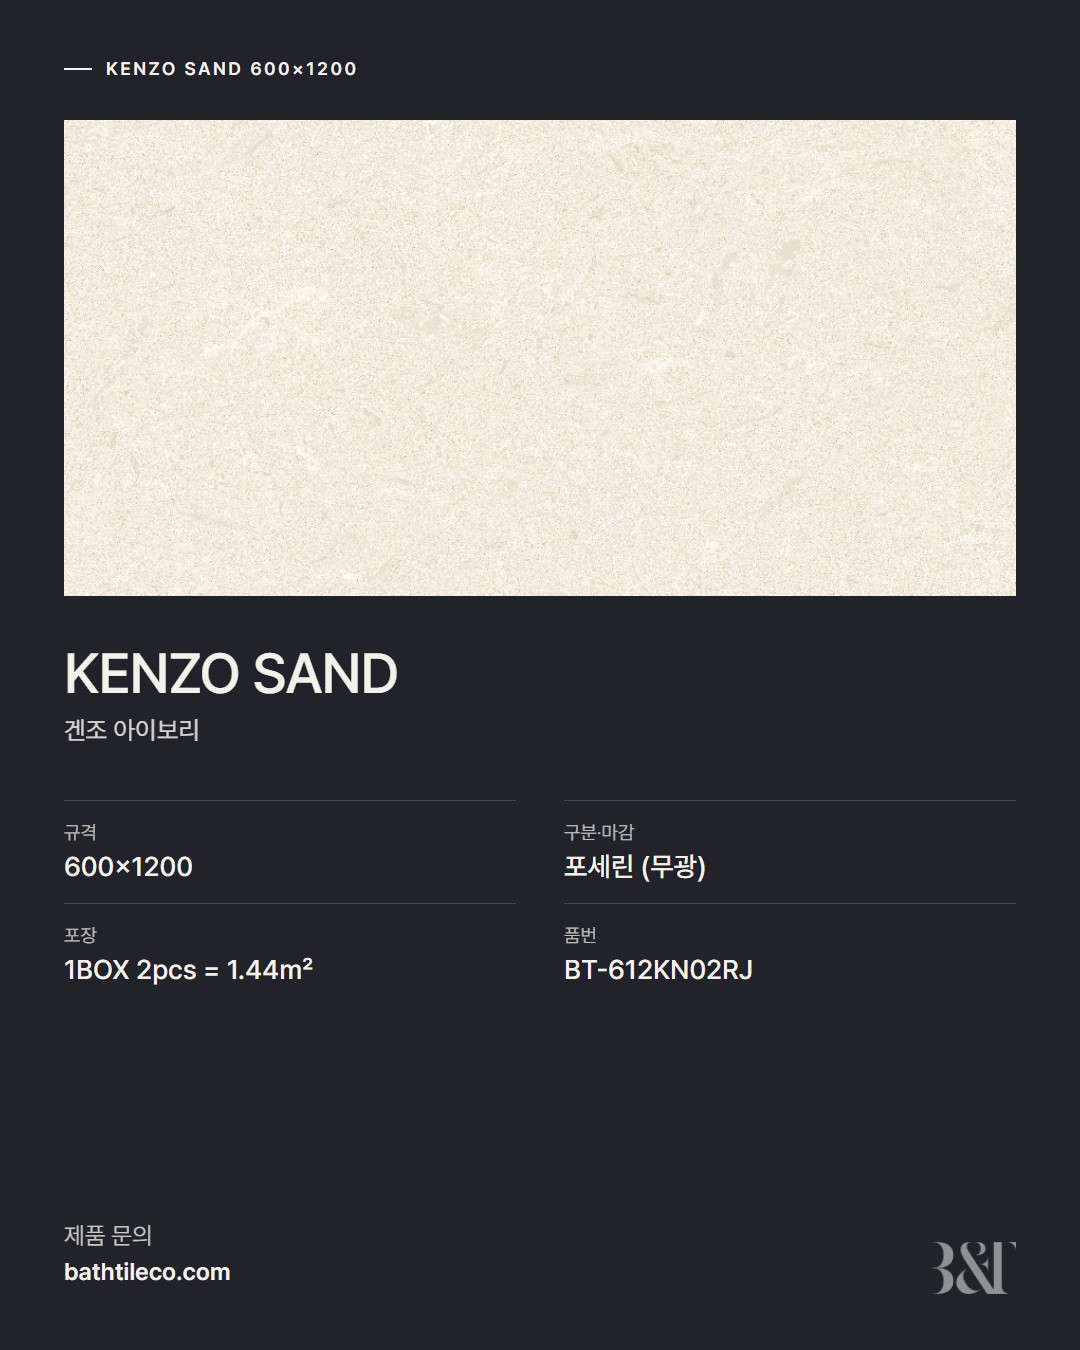 KENZO SAND 600×1200
KENZO SAND
겐조 아이보리
규격
600×1200
구분·마감
포세린 (무광)
포장
1BOX 2pcs = 1.44m²
품번
BT-612KN02RJ
제품 문의
bathtileco.com
B&T